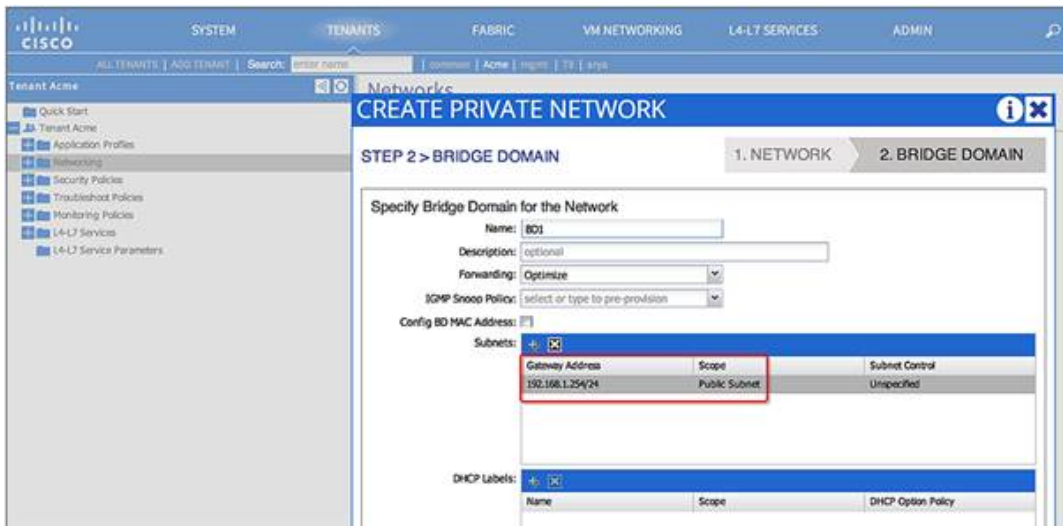 CISCO
SYSTEM TENANTS FABRIC VM NETWORKING L4-L7 SERVICES ADMIN
ALL TENANTS | ADD TENANT | Search: enter name | common | Acme | mgmt |
Tenant Acme
Networks
Quick Start
Tenant Acme
Application Profiles
Networking
Security Policies
Troubleshoot Policies
Monitoring Policies
L4-L7 Services
L4-L7 Service Parameters
CREATE PRIVATE NETWORK
STEP 2 > BRIDGE DOMAIN
1. NETWORK
2. BRIDGE DOMAIN
Specify Bridge Domain for the Network
Name: BD1
Description: optional
Forwarding: Optimize
IGMP Snoop Policy: select or type to pre-provision
Config BD MAC Address:
Subnets:
Gateway Address Scope Subnet Control
192.168.1.254/24 Public Subnet Unspecified
DHCP Labels:
Name Scope DHCP Option Policy